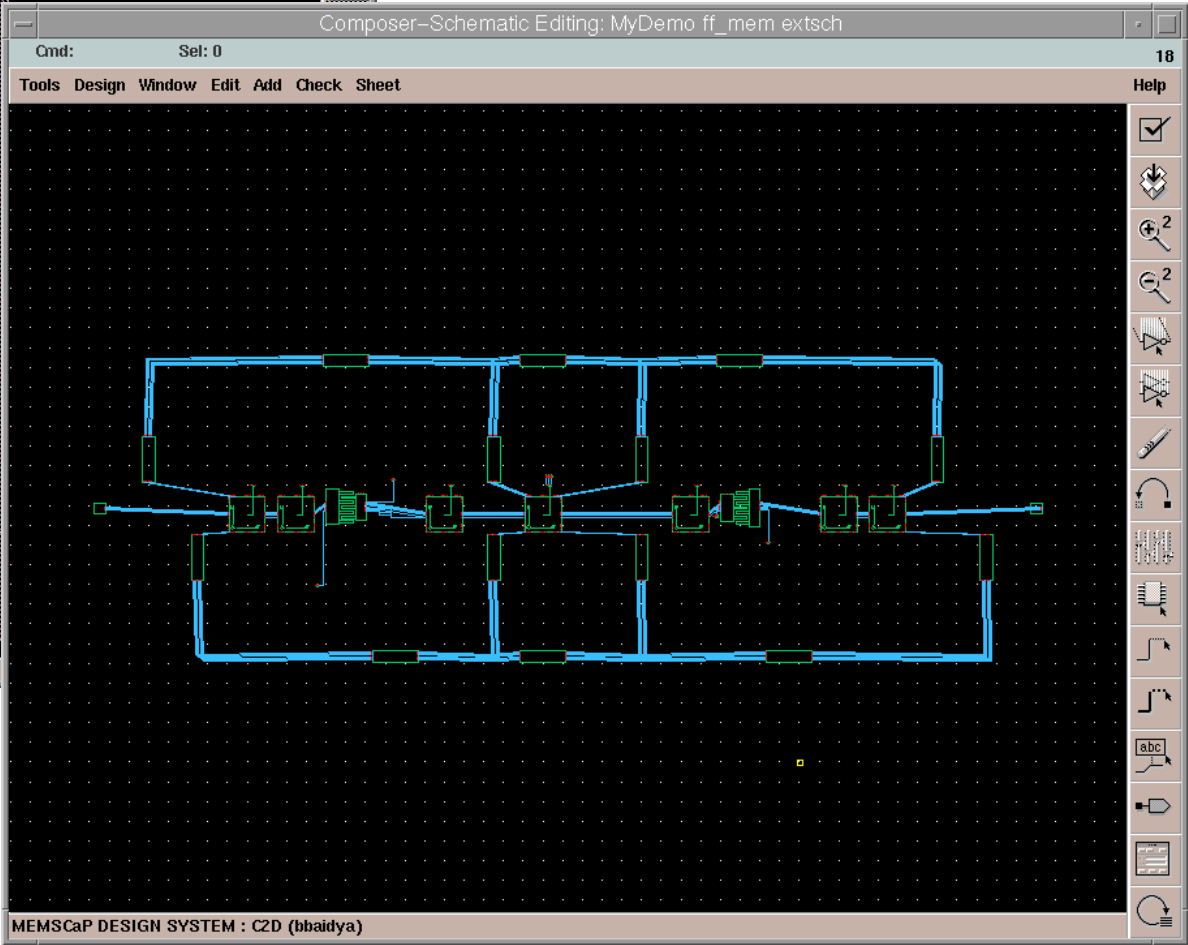 Composer–Schematic Editing: MyDemo ff_mem extsch
Cmd: Sel: 0 18
Tools Design Window Edit Add Check Sheet Help
2
2
abc
MEMSCaP DESIGN SYSTEM : C2D (bbaidya)